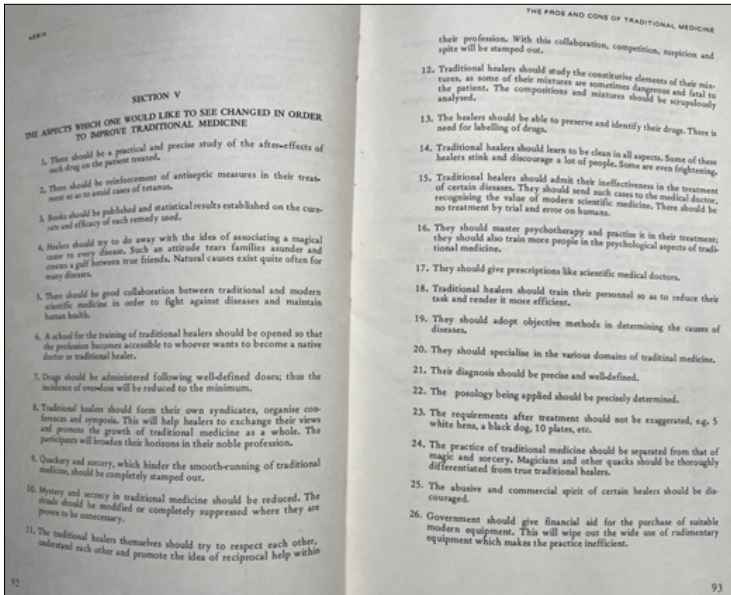 ABBIA
SECTION V
THE ASPECTS WHICH ONE WOULD LIKE TO SEE CHANGED IN ORDER
TO IMPROVE TRADITIONAL MEDICINE
1. There should be a practical and precise study of the after-effects of
each drug on the patient treated.
2. There should be reinforcement of antiseptic measures in their treat-
ment so as to avoid cases of tetanus.
3. Books should be published and statistical results established on the cure-
rate and efficacy of each remedy used.
4. Healers should try to do away with the idea of associating a magical
cause to every disease. Such an attitude tears families asunder and
creates a gulf between true friends. Natural causes exist quite often for
many diseases.
5. There should be good collaboration between traditional and modern
scientific medicine in order to fight against diseases and maintain
human health.
6. A school for the training of traditional healers should be opened so that
the profession becomes accessible to whoever wants to become a native
doctor or traditional healer.
7. Drugs should be administered following well-defined doses; thus the
incidence of over-dose will be reduced to the minimum.
8. Traditional healers should form their own syndicates, organise con-
ferences and symposia. This will help healers to exchange their views
and promote the growth of traditional medicine as a whole. The
participants will broaden their horizons in their noble profession.
9. Quackery and sorcery, which hinder the smooth-running of traditional
medicine, should be completely stamped out.
10. Mystery and secrecy in traditional medicine should be reduced. The
rituals should be modified or completely suppressed where they are
proven to be unnecessary.
11. The traditional healers themselves should try to respect each other,
understand each other and promote the idea of reciprocal help within
92
THE PROS AND CONS OF TRADITIONAL MEDICINE
their profession. With this collaboration, competition, suspicion and
spite will be stamped out.
12. Traditional healers should study the constitutive elements of their mix-
tures, as some of their mixtures are sometimes dangerous and fatal to
the patient. The compositions and mixtures should be scrupulously
analysed.
13. The healers should be able to preserve and identify their drugs. There is
need for labelling of drugs.
14. Traditional healers should learn to be clean in all aspects. Some of these
healers stink and discourage a lot of people. Some are even frightening.
15. Traditional healers should admit their ineffectiveness in the treatment
of certain diesases. They should send such cases to the medical doctor,
recognising the value of modern scientific medicine. There should be
no treatment by trial and error on humans.
16. They should master psychotherapy and practise it in their treatment;
they should also train more people in the psychological aspects of tradi-
tional medicine.
17. They should give prescriptions like scientific medical doctors.
18. Traditional healers should train their personnel so as to reduce their
task and render it more efficient.
19. They should adopt objective methods in determining the causes of
diseases.
20. They should specialise in the various domains of traditinal medicine.
21. Their diagnosis should be precise and well-defined.
22. The posology being applied should be precisely determined.
23. The requirements after treatment should not be exaggerated, e.g. 5
white hens, a black dog, 10 plates, etc.
24. The practice of traditional medicine should be separated from that of
magic and sorcery. Magicians and other quacks should be thoroughly
differentiated from true traditional healers.
25. The abusive and commercial spirit of certain healers should be dis-
couraged.
26. Government should give financial aid for the purchase of suitable
modern equipment. This will wipe out the wide use of rudimentary
equipment which makes the practice inefficient.
93